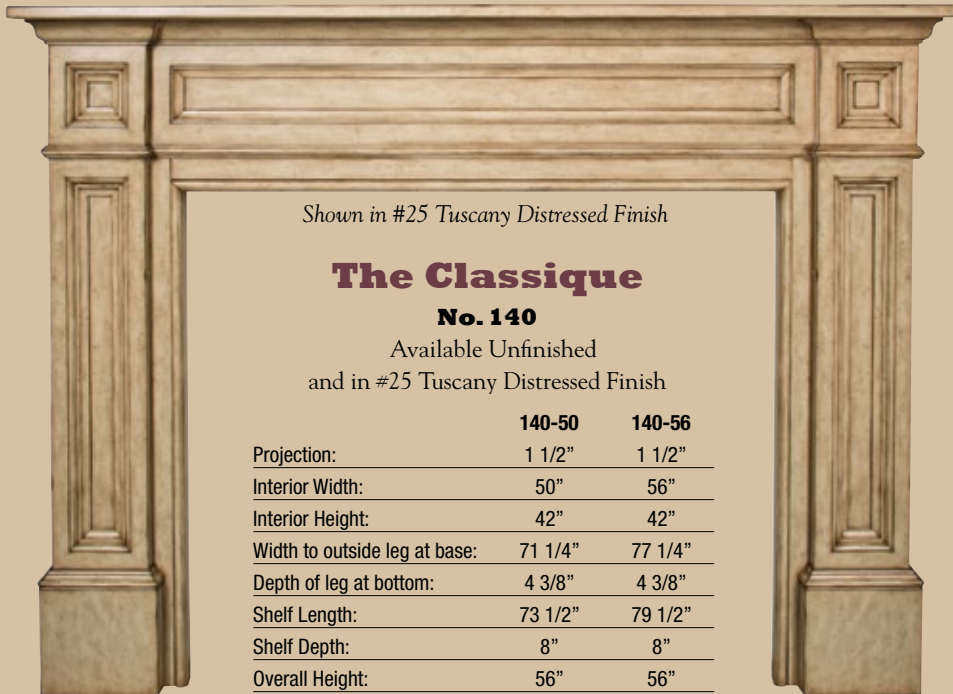 Shown in #25 Tuscany Distressed Finish
The Classique
No. 140
Available Unfinished
and in #25 Tuscany Distressed Finish
140-50 140-56
Projection: 1 1/2” 1 1/2”
Interior Width: 50” 56”
Interior Height: 42” 42”
Width to outside leg at base: 71 1/4” 77 1/4”
Depth of leg at bottom: 4 3/8” 4 3/8”
Shelf Length: 73 1/2” 79 1/2”
Shelf Depth: 8” 8”
Overall Height: 56” 56”